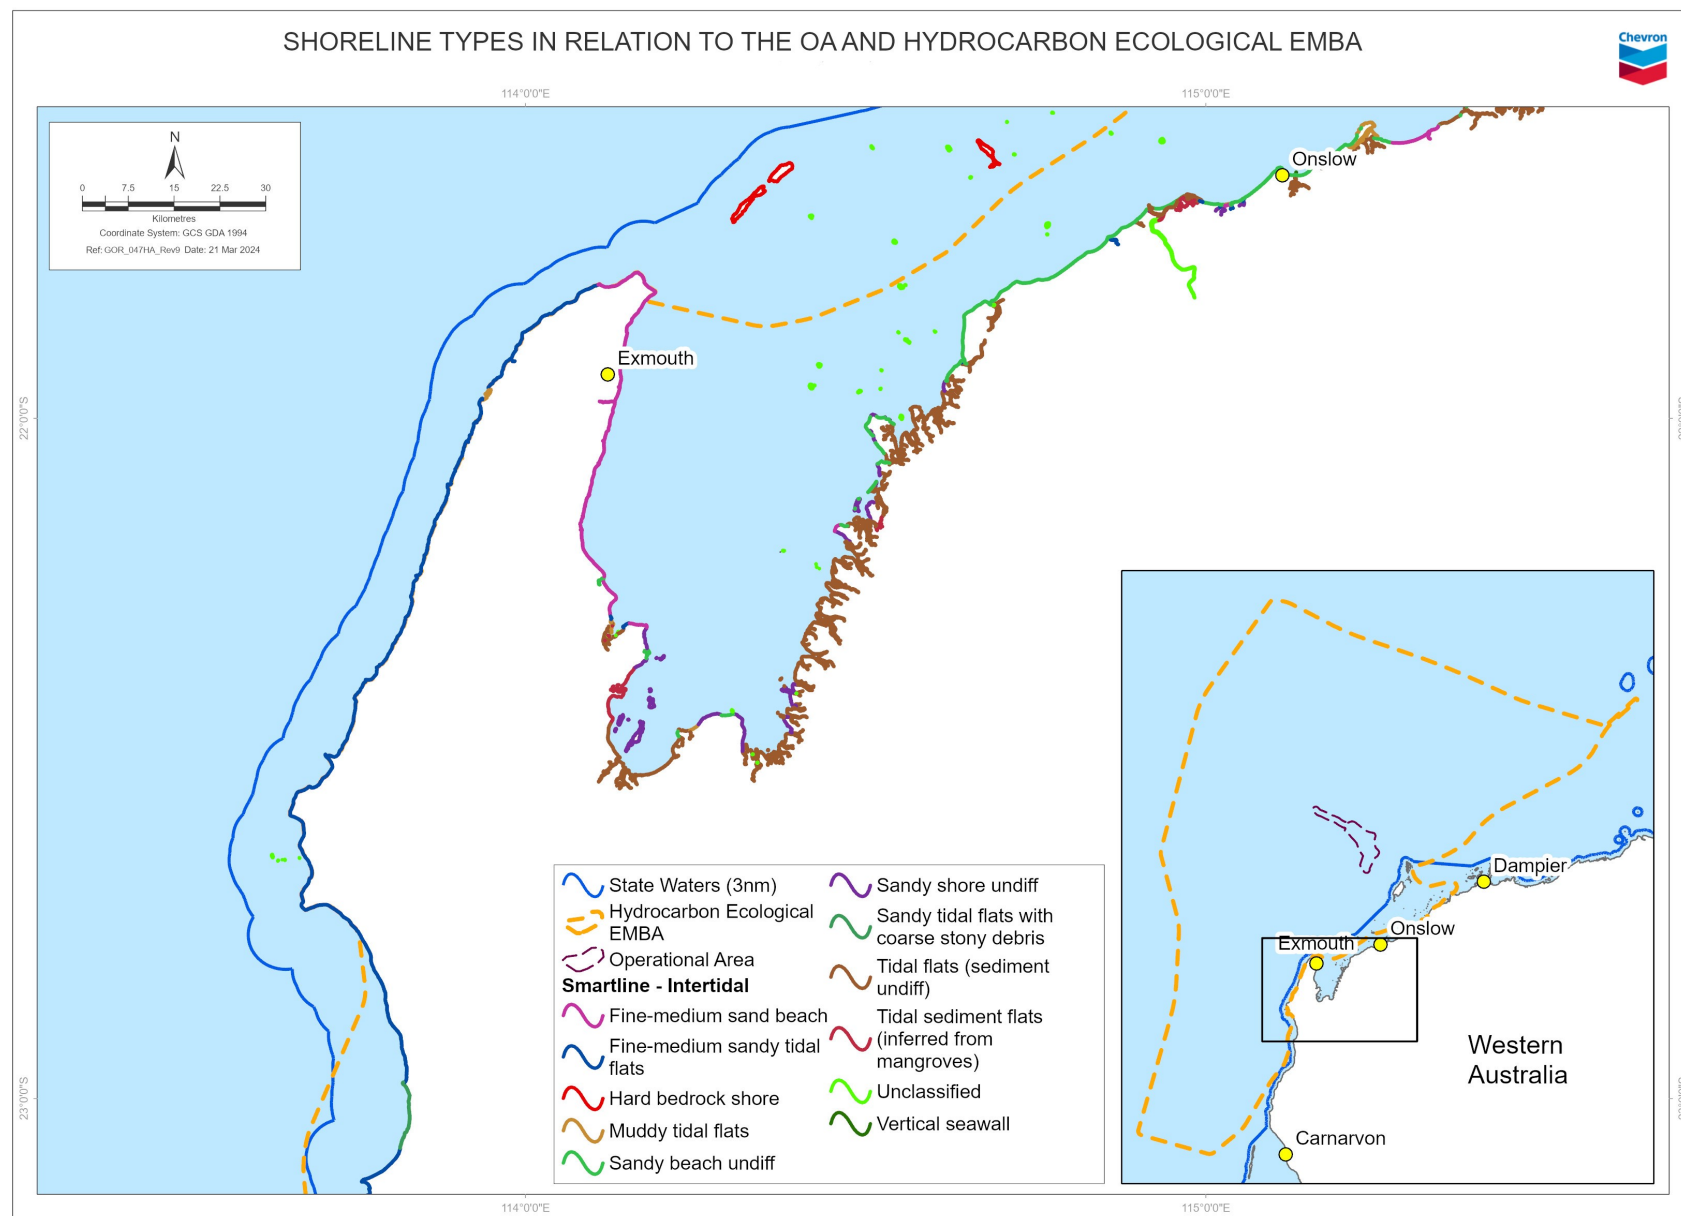 SHORELINE TYPES IN RELATION TO THE OA AND HYDROCARBON ECOLOGICAL EMBA
Chevron
114°0'0"E
115°0'0"E
N
0 7.5 15 22.5 30
Kilometres
Coordinate System: GCS GDA 1994
Ref: GOR_047HA_Rev9 Date: 21 Mar 2024
Onslow
Exmouth
22°0'0"S
23°0'0"S
State Waters (3nm)
Hydrocarbon Ecological
EMBA
Operational Area
Smartline - Intertidal
Fine-medium sand beach
Fine-medium sandy tidal
flats
Hard bedrock shore
Muddy tidal flats
Sandy beach undiff
Sandy shore undiff
Sandy tidal flats with
coarse stony debris
Tidal flats (sediment
undiff)
Tidal sediment flats
(inferred from
mangroves)
Unclassified
Vertical seawall
Dampier
Onslow
Exmouth
Western
Australia
Carnarvon
114°0'0"E
115°0'0"E